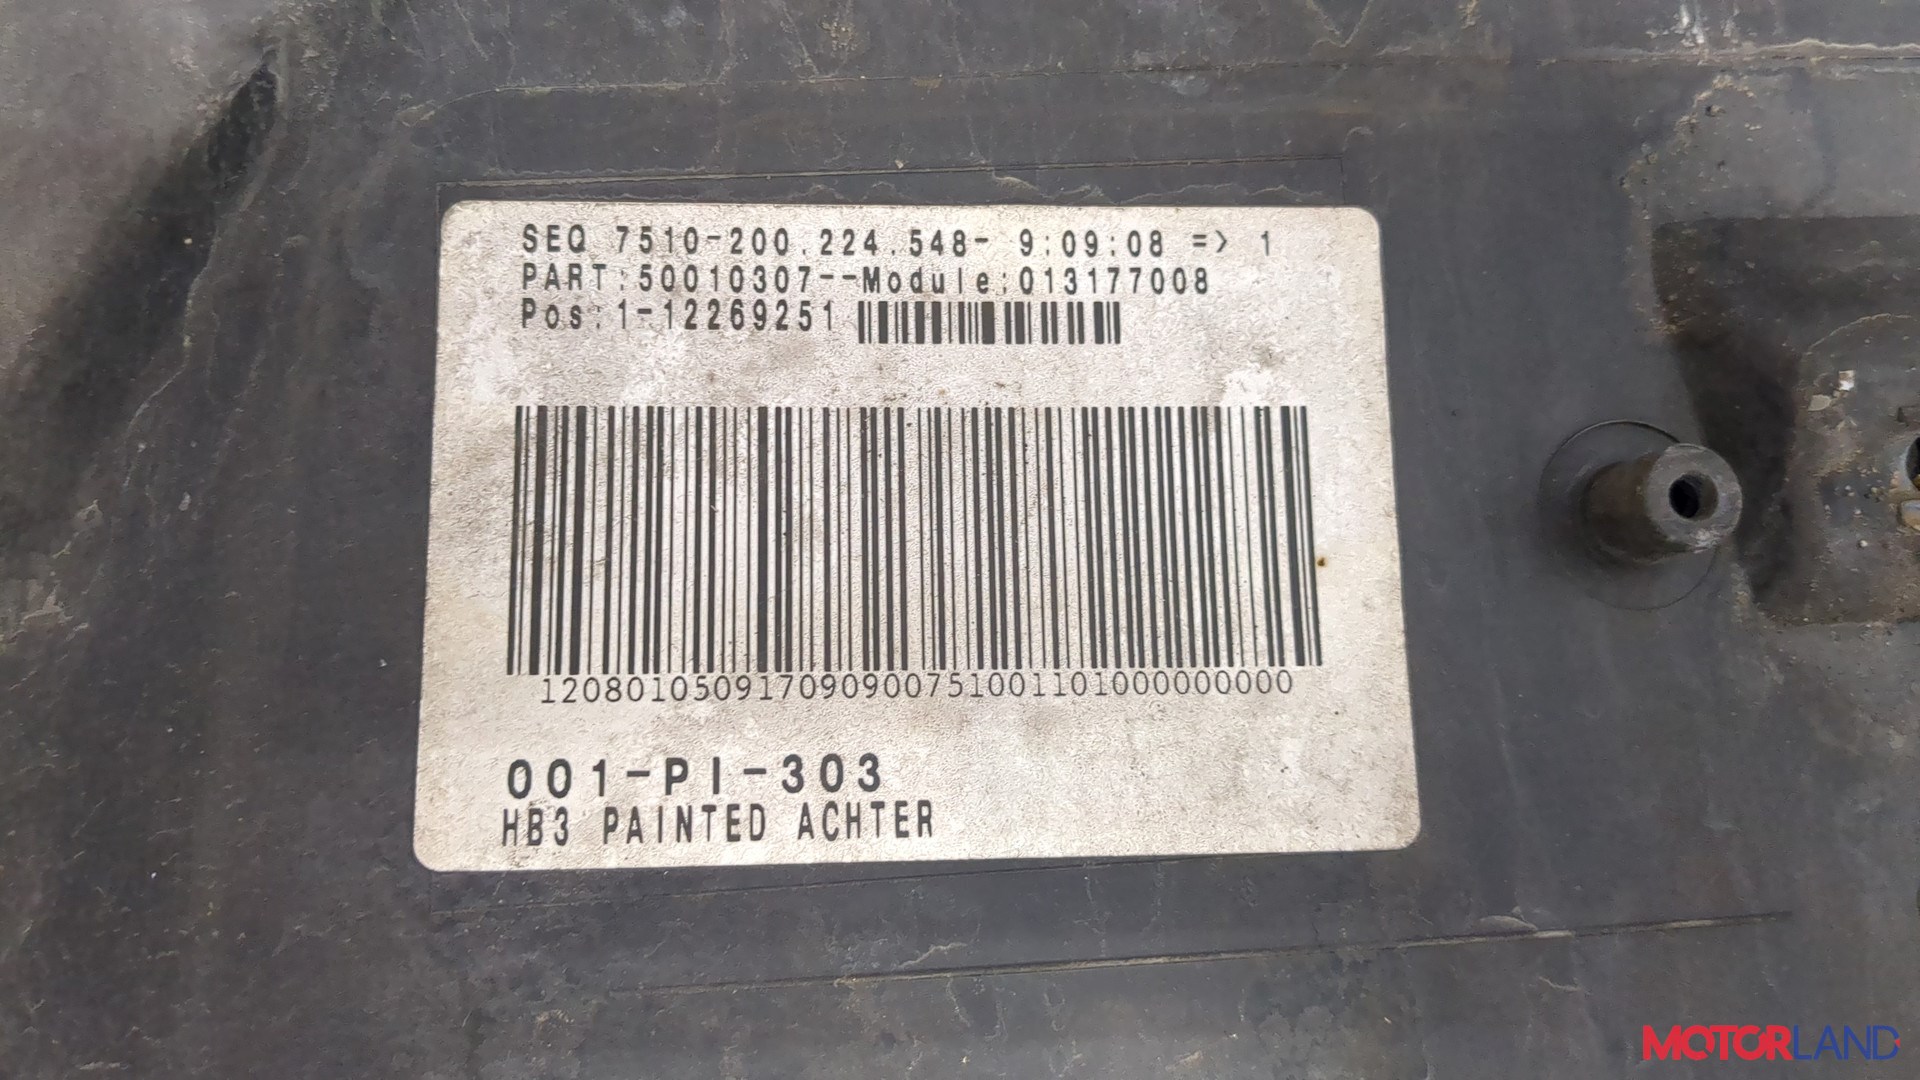 SEQ 7510-200.224.548- 9:09:08 => 1
PART:50010307--Module:013177008
Pos:1-12269251
1208010509170909007510011010000000000
001-PI-303
HB3 PAINTED ACHTER
MOTORLAND